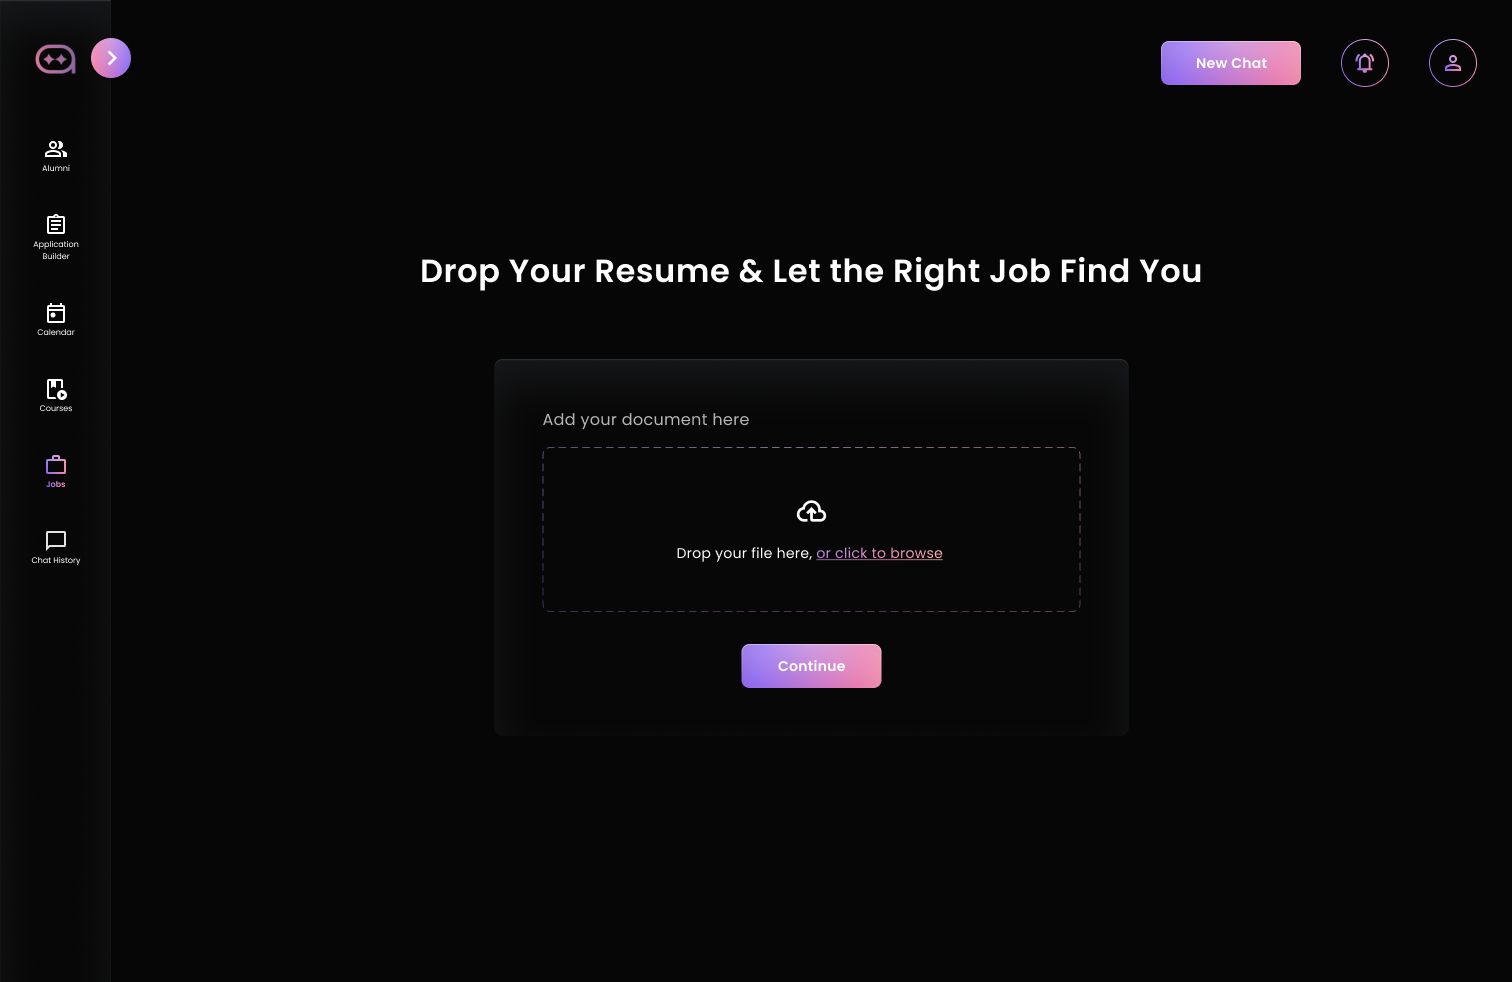 New Chat
Alumni
Application
Builder
Calendar
Courses
Jobs
Chat History
Drop Your Resume & Let the Right Job Find You
Add your document here
Drop your file here, or click to browse
Continue